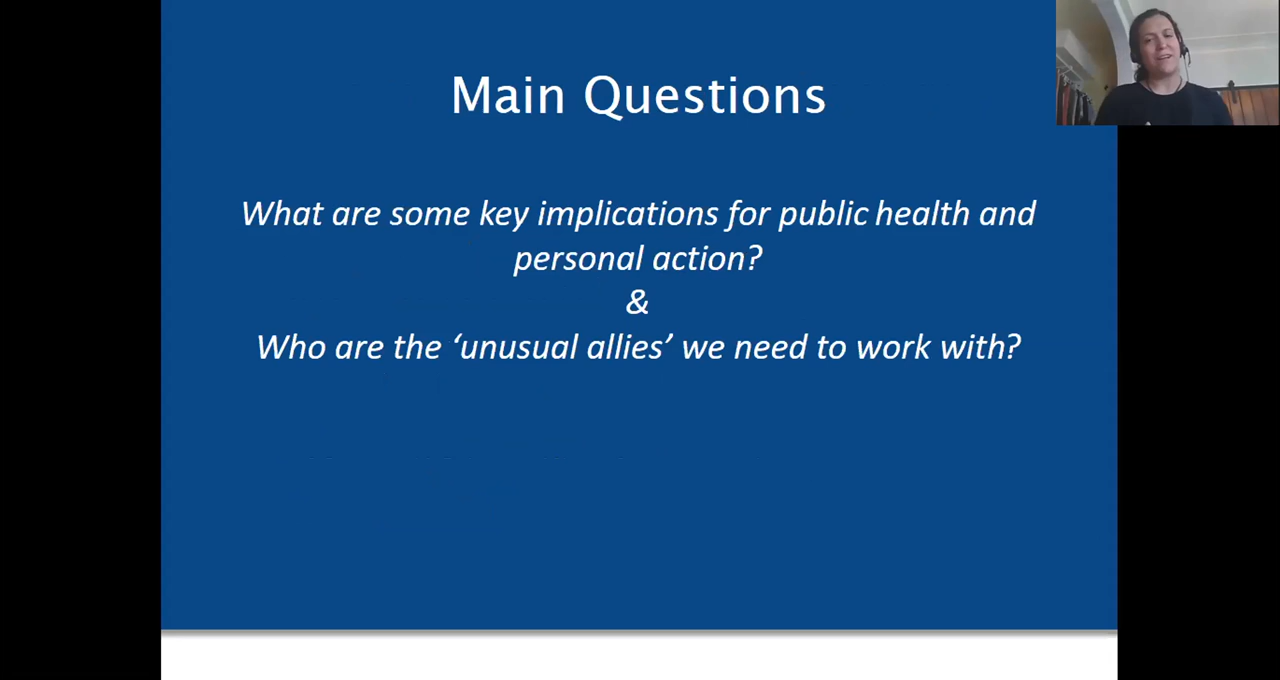 Main Questions
What are some key implications for public health and
personal action?
&
Who are the ‘unusual allies’ we need to work with?